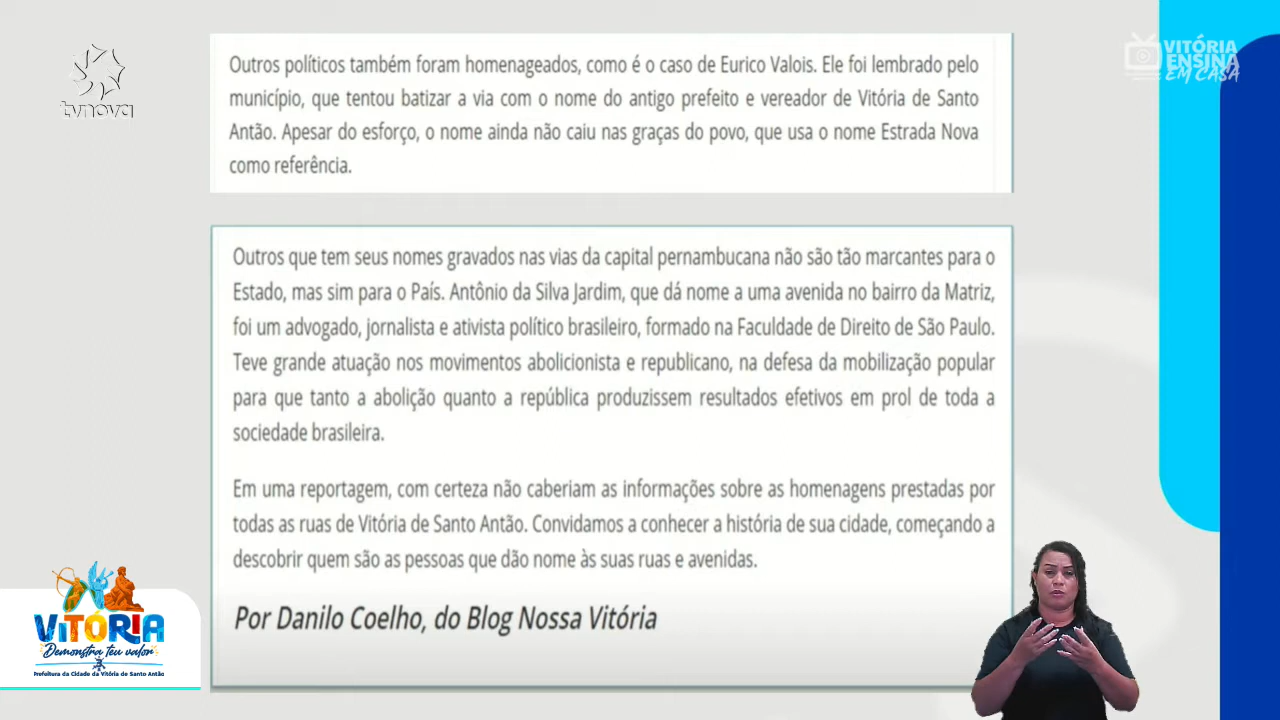 tvnova
VITÓRIA
ENSINA
EM CASA
Outros políticos também foram homenageados, como é o caso de Eurico Valois. Ele foi lembrado pelo
município, que tentou batizar a via com o nome do antigo prefeito e vereador de Vitória de Santo
Antão. Apesar do esforço, o nome ainda não caiu nas graças do povo, que usa o nome Estrada Nova
como referência.
Outros que tem seus nomes gravados nas vias da capital pernambucana não são tão marcantes para o
Estado, mas sim para o País. Antônio da Silva Jardim, que dá nome a uma avenida no bairro da Matriz,
foi um advogado, jornalista e ativista político brasileiro, formado na Faculdade de Direito de São Paulo.
Teve grande atuação nos movimentos abolicionista e republicano, na defesa da mobilização popular
para que tanto a abolição quanto a república produzissem resultados efetivos em prol de toda a
sociedade brasileira.
Em uma reportagem, com certeza não caberiam as informações sobre as homenagens prestadas por
todas as ruas de Vitória de Santo Antão. Convidamos a conhecer a história de sua cidade, começando a
descobrir quem são as pessoas que dão nome às suas ruas e avenidas.
Por Danilo Coelho, do Blog Nossa Vitória
VITÓRIA
Demonstra teu valor
Prefeitura da Cidade da Vitória de Santo Antão